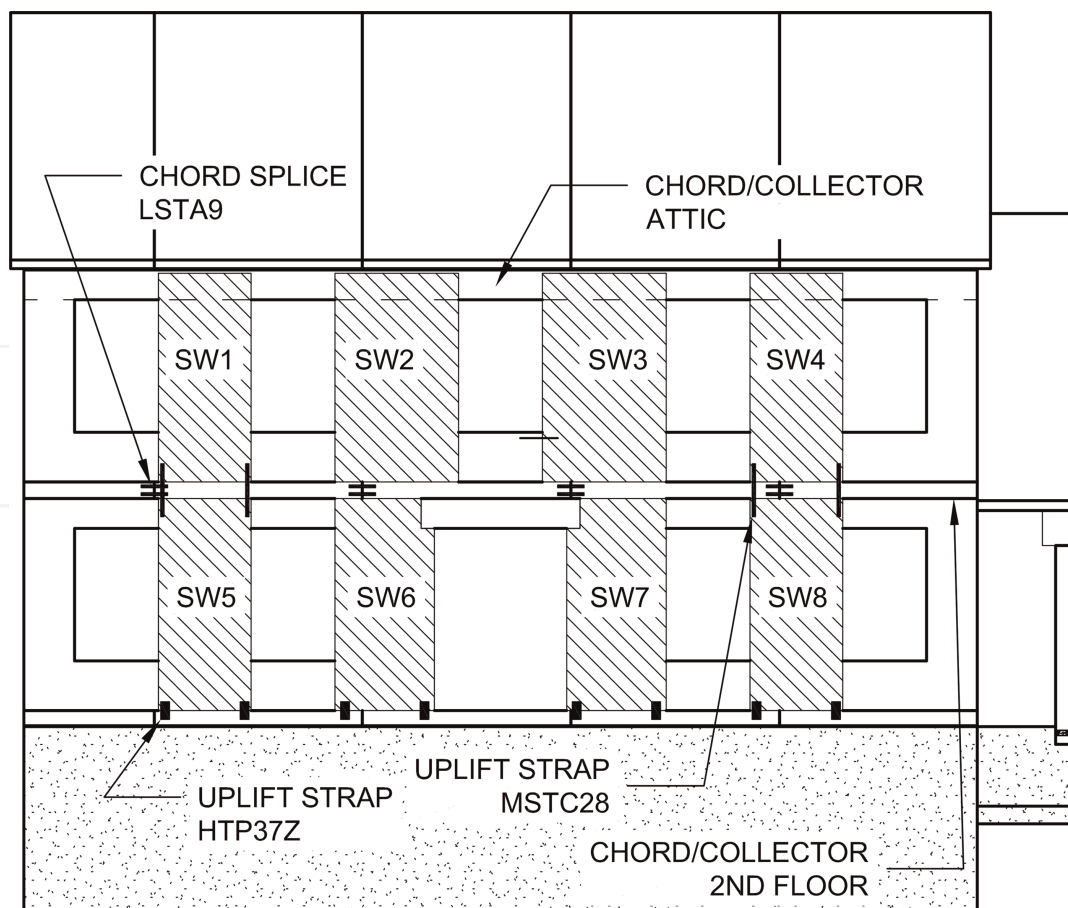 CHORD SPLICE
LSTA9
CHORD/COLLECTOR
ATTIC
SW1
SW2
SW3
SW4
SW5
SW6
SW7
SW8
UPLIFT STRAP
HTP37Z
UPLIFT STRAP
MSTC28
CHORD/COLLECTOR
2ND FLOOR